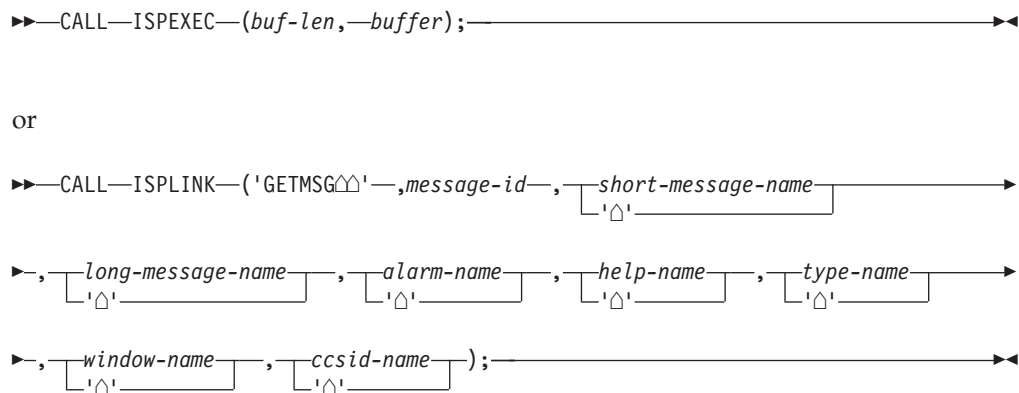 CALL ISPEXEC (buf-len, buffer);
or
CALL ISPLINK ('GETMSG⌂⌂' ,message-id , short-message-name
'⌂'
, long-message-name , alarm-name , help-name , type-name
'⌂' '⌂' '⌂' '⌂'
, window-name , ccsid-name );
'⌂' '⌂'